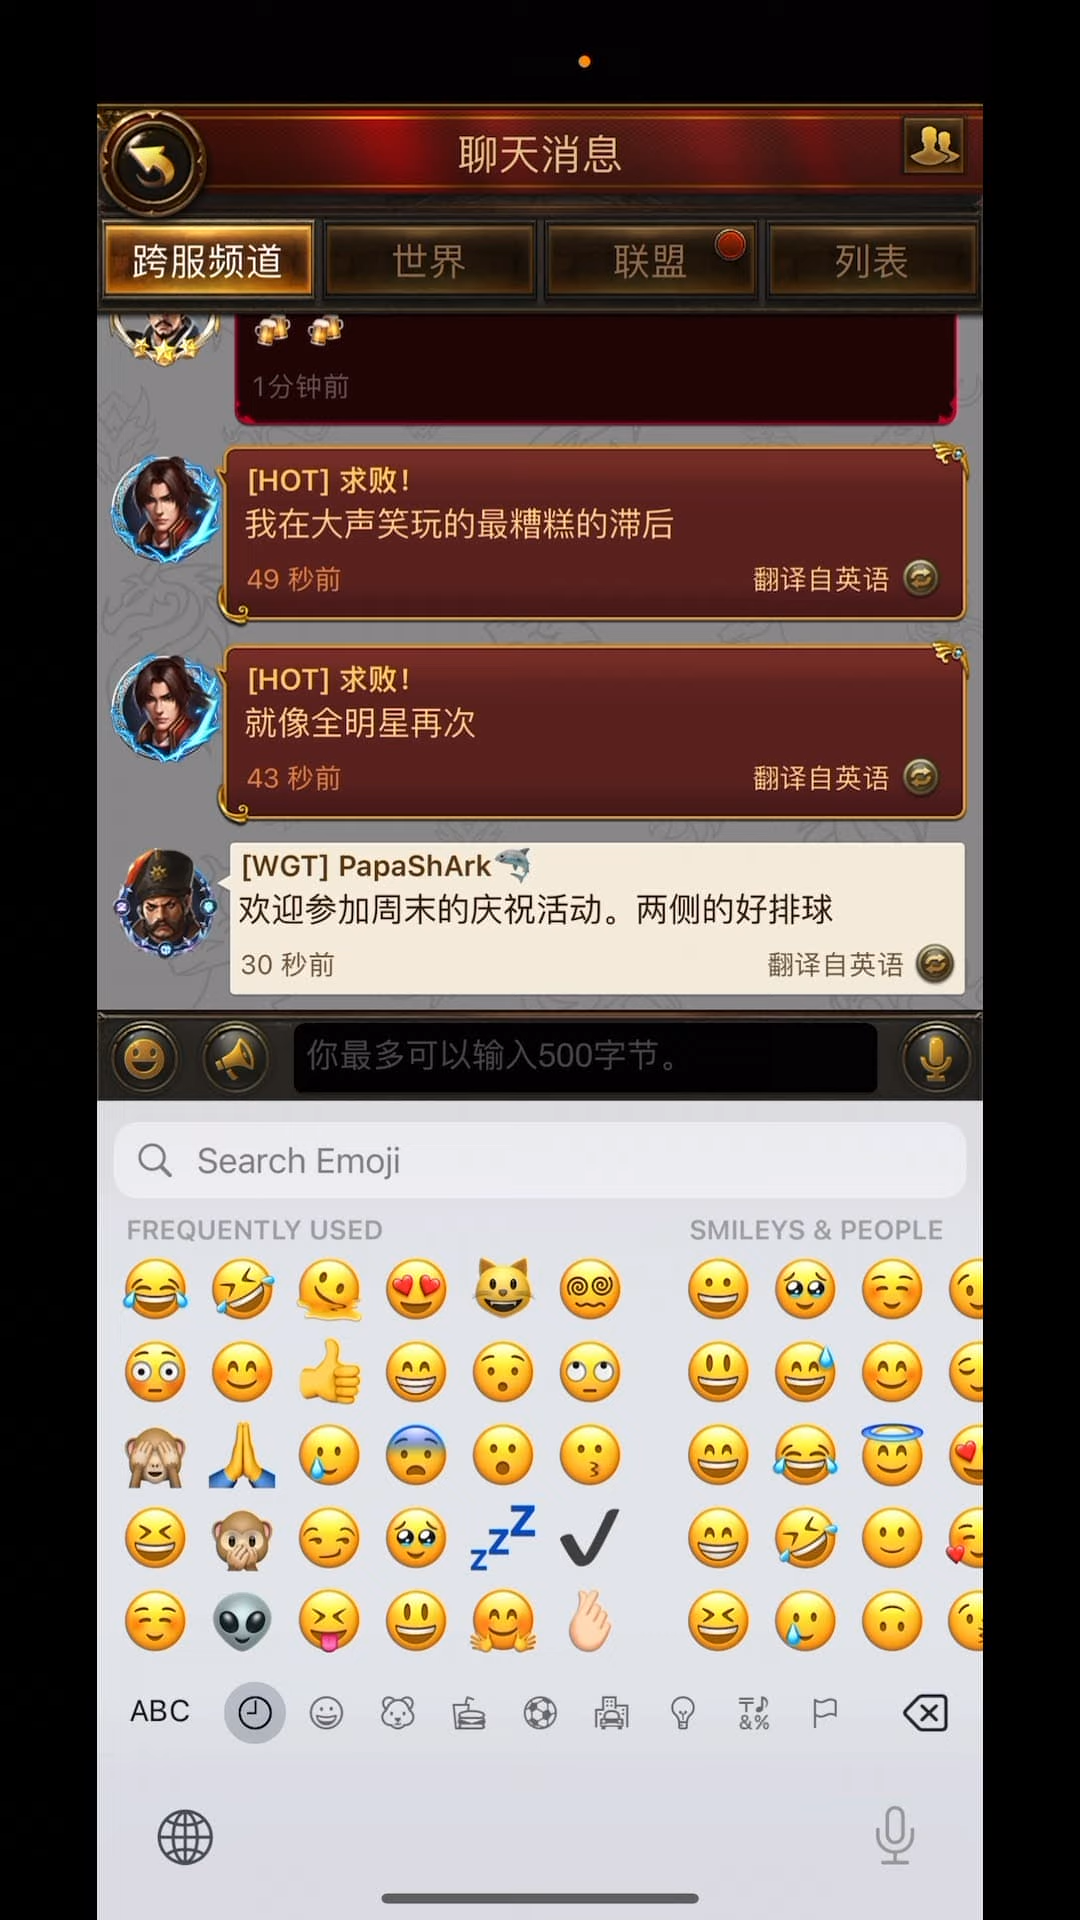 聊天消息
跨服频道
世界
联盟
列表
🍻 🍻
1分钟前
[HOT] 求败!
我在大声笑玩的最糟糕的滞后
49 秒前
翻译自英语
[HOT] 求败!
就像全明星再次
43 秒前
翻译自英语
[WGT] PapaShArk🦈
欢迎参加周末的庆祝活动。两侧的好排球
30 秒前
翻译自英语
你最多可以输入500字节。
Search Emoji
FREQUENTLY USED
SMILEYS & PEOPLE
ABC